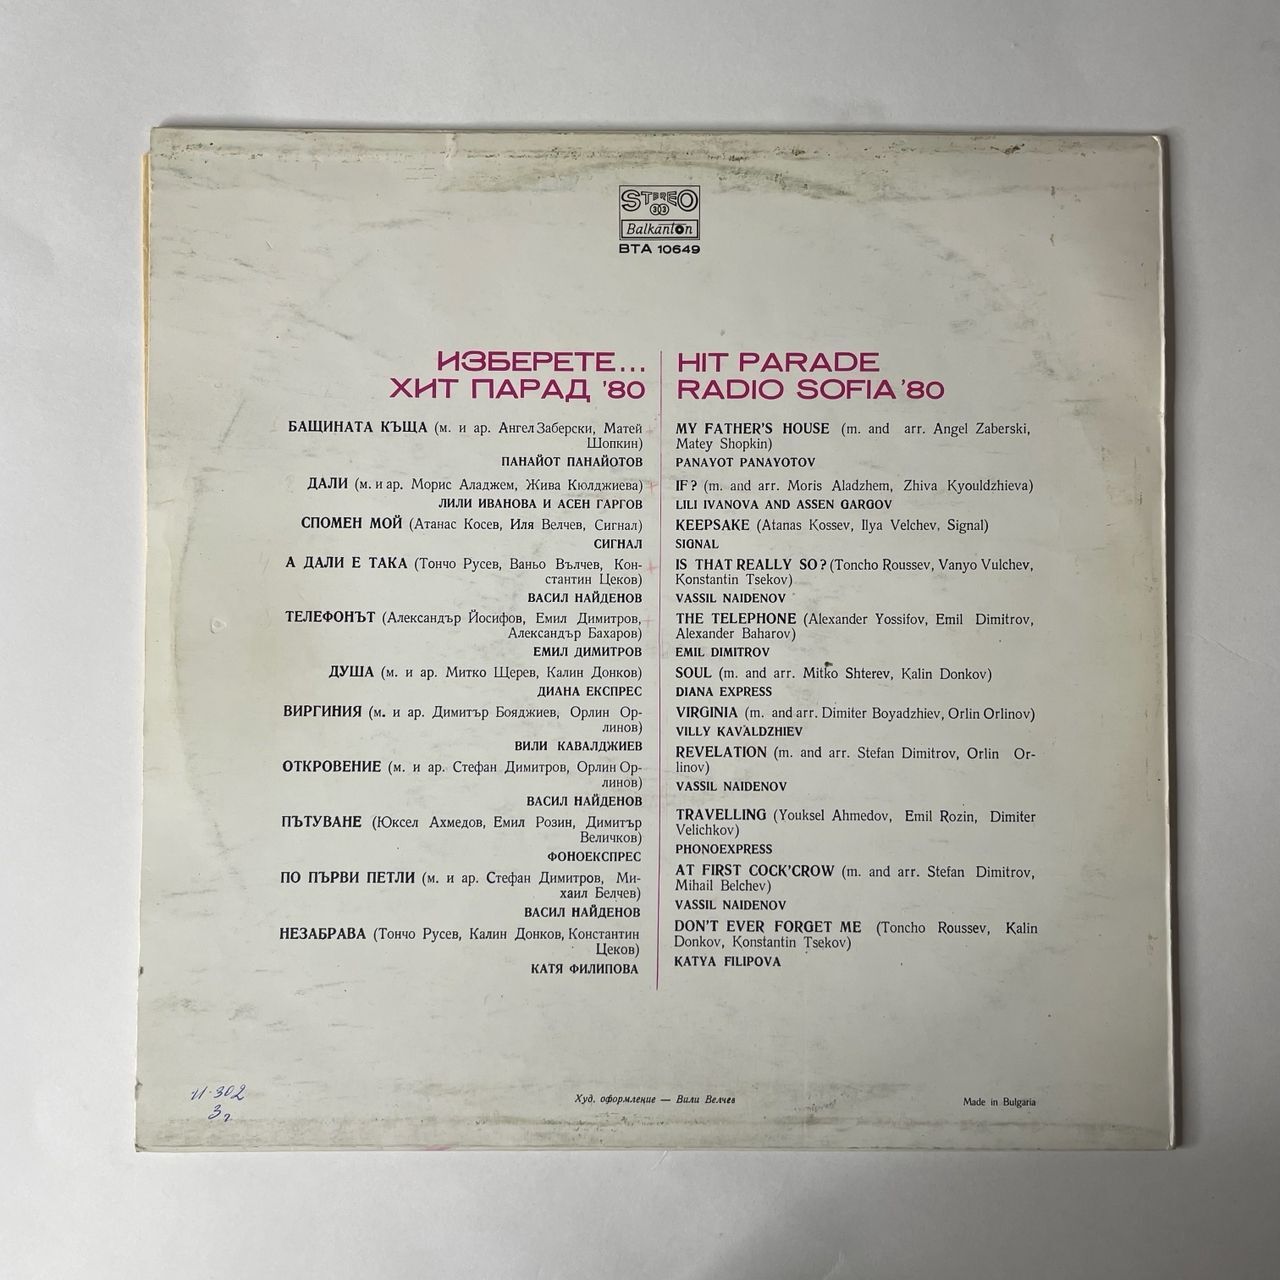 STEREO
33
Balkanton
BTA 10649
ИЗБЕРЕТЕ...
ХИТ ПАРАД '80
БАЩИНАТА КЪЩА (м. и ар. Ангел Заберски, Матей
Шопкин)
ПАНАЙОТ ПАНАЙОТОВ
ДАЛИ (м. и ар. Морис Аладжем, Жива Кюлджиева)
ЛИЛИ ИВАНОВА И АСЕН ГАРГОВ
СПОМЕН МОЙ (Атанас Косев, Иля Велчев, Сигнал)
СИГНАЛ
А ДАЛИ Е ТАКА (Тончо Русев, Ваньо Вълчев, Кон-
стантин Цеков)
ВАСИЛ НАЙДЕНОВ
ТЕЛЕФОНЪТ (Александър Йосифов, Емил Димитров,
Александър Бахаров)
ЕМИЛ ДИМИТРОВ
ДУША (м. и ар. Митко Щерев, Калин Донков)
ДИАНА ЕКСПРЕС
ВИРГИНИЯ (м. и ар. Димитър Бояджиев, Орлин Ор-
линов)
ВИЛИ КАВАЛДЖИЕВ
ОТКРОВЕНИЕ (м. и ар. Стефан Димитров, Орлин Ор-
линов)
ВАСИЛ НАЙДЕНОВ
ПЪТУВАНЕ (Юксел Ахмедов, Емил Розин, Димитър
Величков)
ФОНОЕКСПРЕС
ПО ПЪРВИ ПЕТЛИ (м. и ар. Стефан Димитров, Ми-
хаил Белчев)
ВАСИЛ НАЙДЕНОВ
НЕЗАБРАВА (Тончо Русев, Калин Донков, Константин
Цеков)
КАТЯ ФИЛИПОВА
HIT PARADE
RADIO SOFIA '80
MY FATHER'S HOUSE (m. and arr. Angel Zaberski,
Matey Shopkin)
PANAYOT PANAYOTOV
IF? (m. and arr. Moris Aladzhem, Zhiva Kyouldzhieva)
LILI IVANOVA AND ASSEN GARGOV
KEEPSAKE (Atanas Kossev, Ilya Velchev, Signal)
SIGNAL
IS THAT REALLY SO? (Toncho Roussev, Vanyo Vulchev,
Konstantin Tsekov)
VASSIL NAIDENOV
THE TELEPHONE (Alexander Yossifov, Emil Dimitrov,
Alexander Baharov)
EMIL DIMITROV
SOUL (m. and arr. Mitko Shterev, Kalin Donkov)
DIANA EXPRESS
VIRGINIA (m. and arr. Dimiter Boyadzhiev, Orlin Orlinov)
VILLY KAVALDZHIEV
REVELATION (m. and arr. Stefan Dimitrov, Orlin Or-
linov)
VASSIL NAIDENOV
TRAVELLING (Youksel Ahmedov, Emil Rozin, Dimiter
Velichkov)
PHONOEXPRESS
AT FIRST COCK'CROW (m. and arr. Stefan Dimitrov,
Mihail Belchev)
VASSIL NAIDENOV
DON'T EVER FORGET ME (Toncho Roussev, Kalin
Donkov, Konstantin Tsekov)
KATYA FILIPOVA
И-302
3 г
Худ. оформление — Вили Велчев
Made in Bulgaria